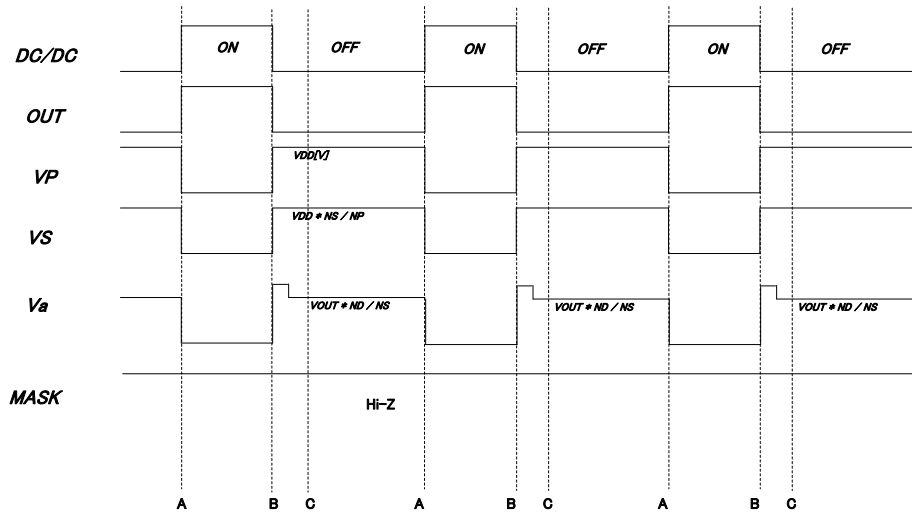 DC/DC ON OFF ON OFF ON OFF
OUT
VDD[V]
VP
VDD * NS / NP
VS
Va
VOUT * ND / NS VOUT * ND / NS VOUT * ND / NS
MASK
Hi-Z
A B C A B C A B C